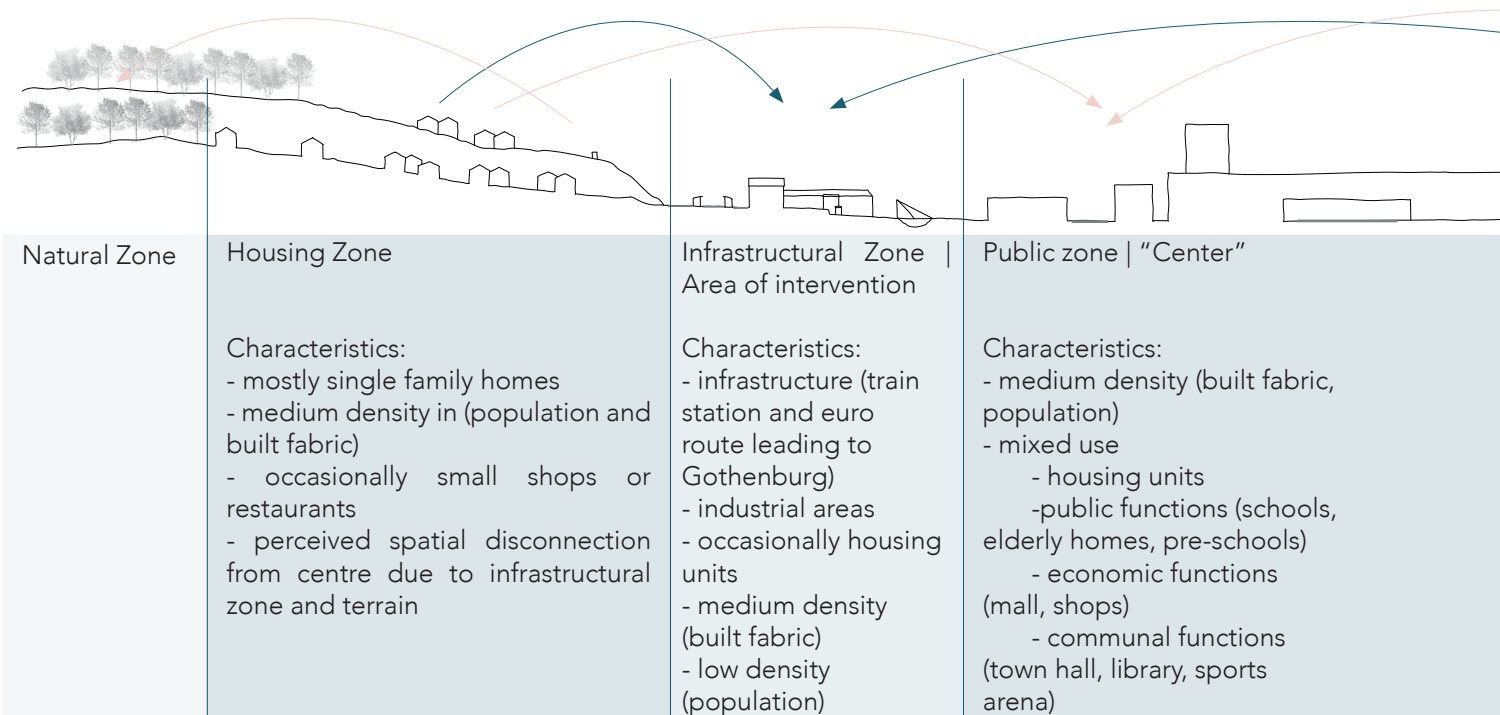 Natural Zone
Housing Zone
Characteristics:
- mostly single family homes
- medium density in (population and
built fabric)
- occasionally small shops or
restaurants
- perceived spatial disconnection
from centre due to infrastructural
zone and terrain
Infrastructural Zone |
Area of intervention
Characteristics:
- infrastructure (train
station and euro
route leading to
Gothenburg)
- industrial areas
- occasionally housing
units
- medium density
(built fabric)
- low density
(population)
Public zone | “Center”
Characteristics:
- medium density (built fabric,
population)
- mixed use
- housing units
-public functions (schools,
elderly homes, pre-schools)
- economic functions
(mall, shops)
- communal functions
(town hall, library, sports
arena)